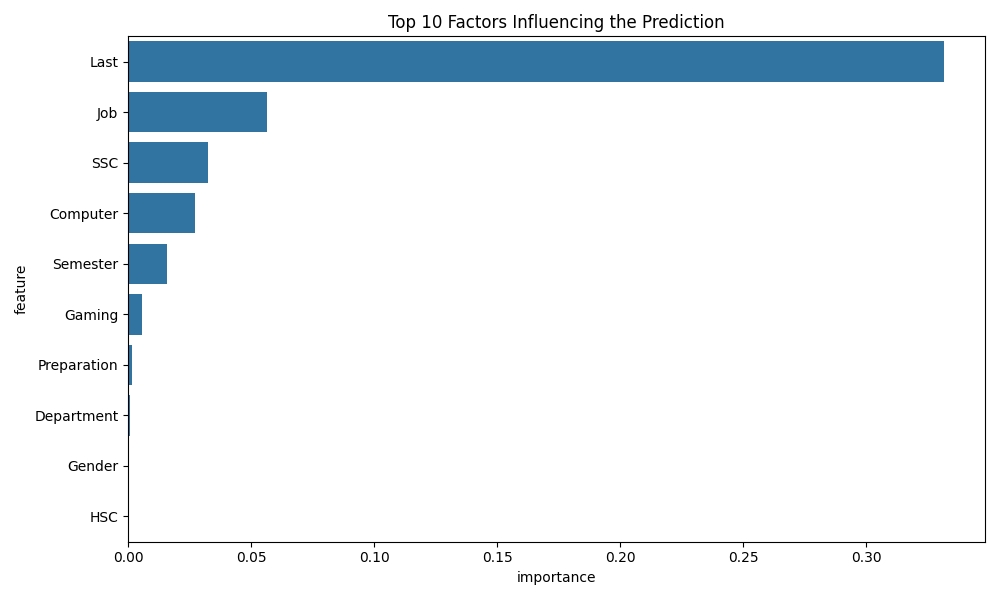 Top 10 Factors Influencing the Prediction
Last
Job
SSC
Computer
Semester
Gaming
Preparation
Department
Gender
HSC
feature
0.00 0.05 0.10 0.15 0.20 0.25 0.30
importance